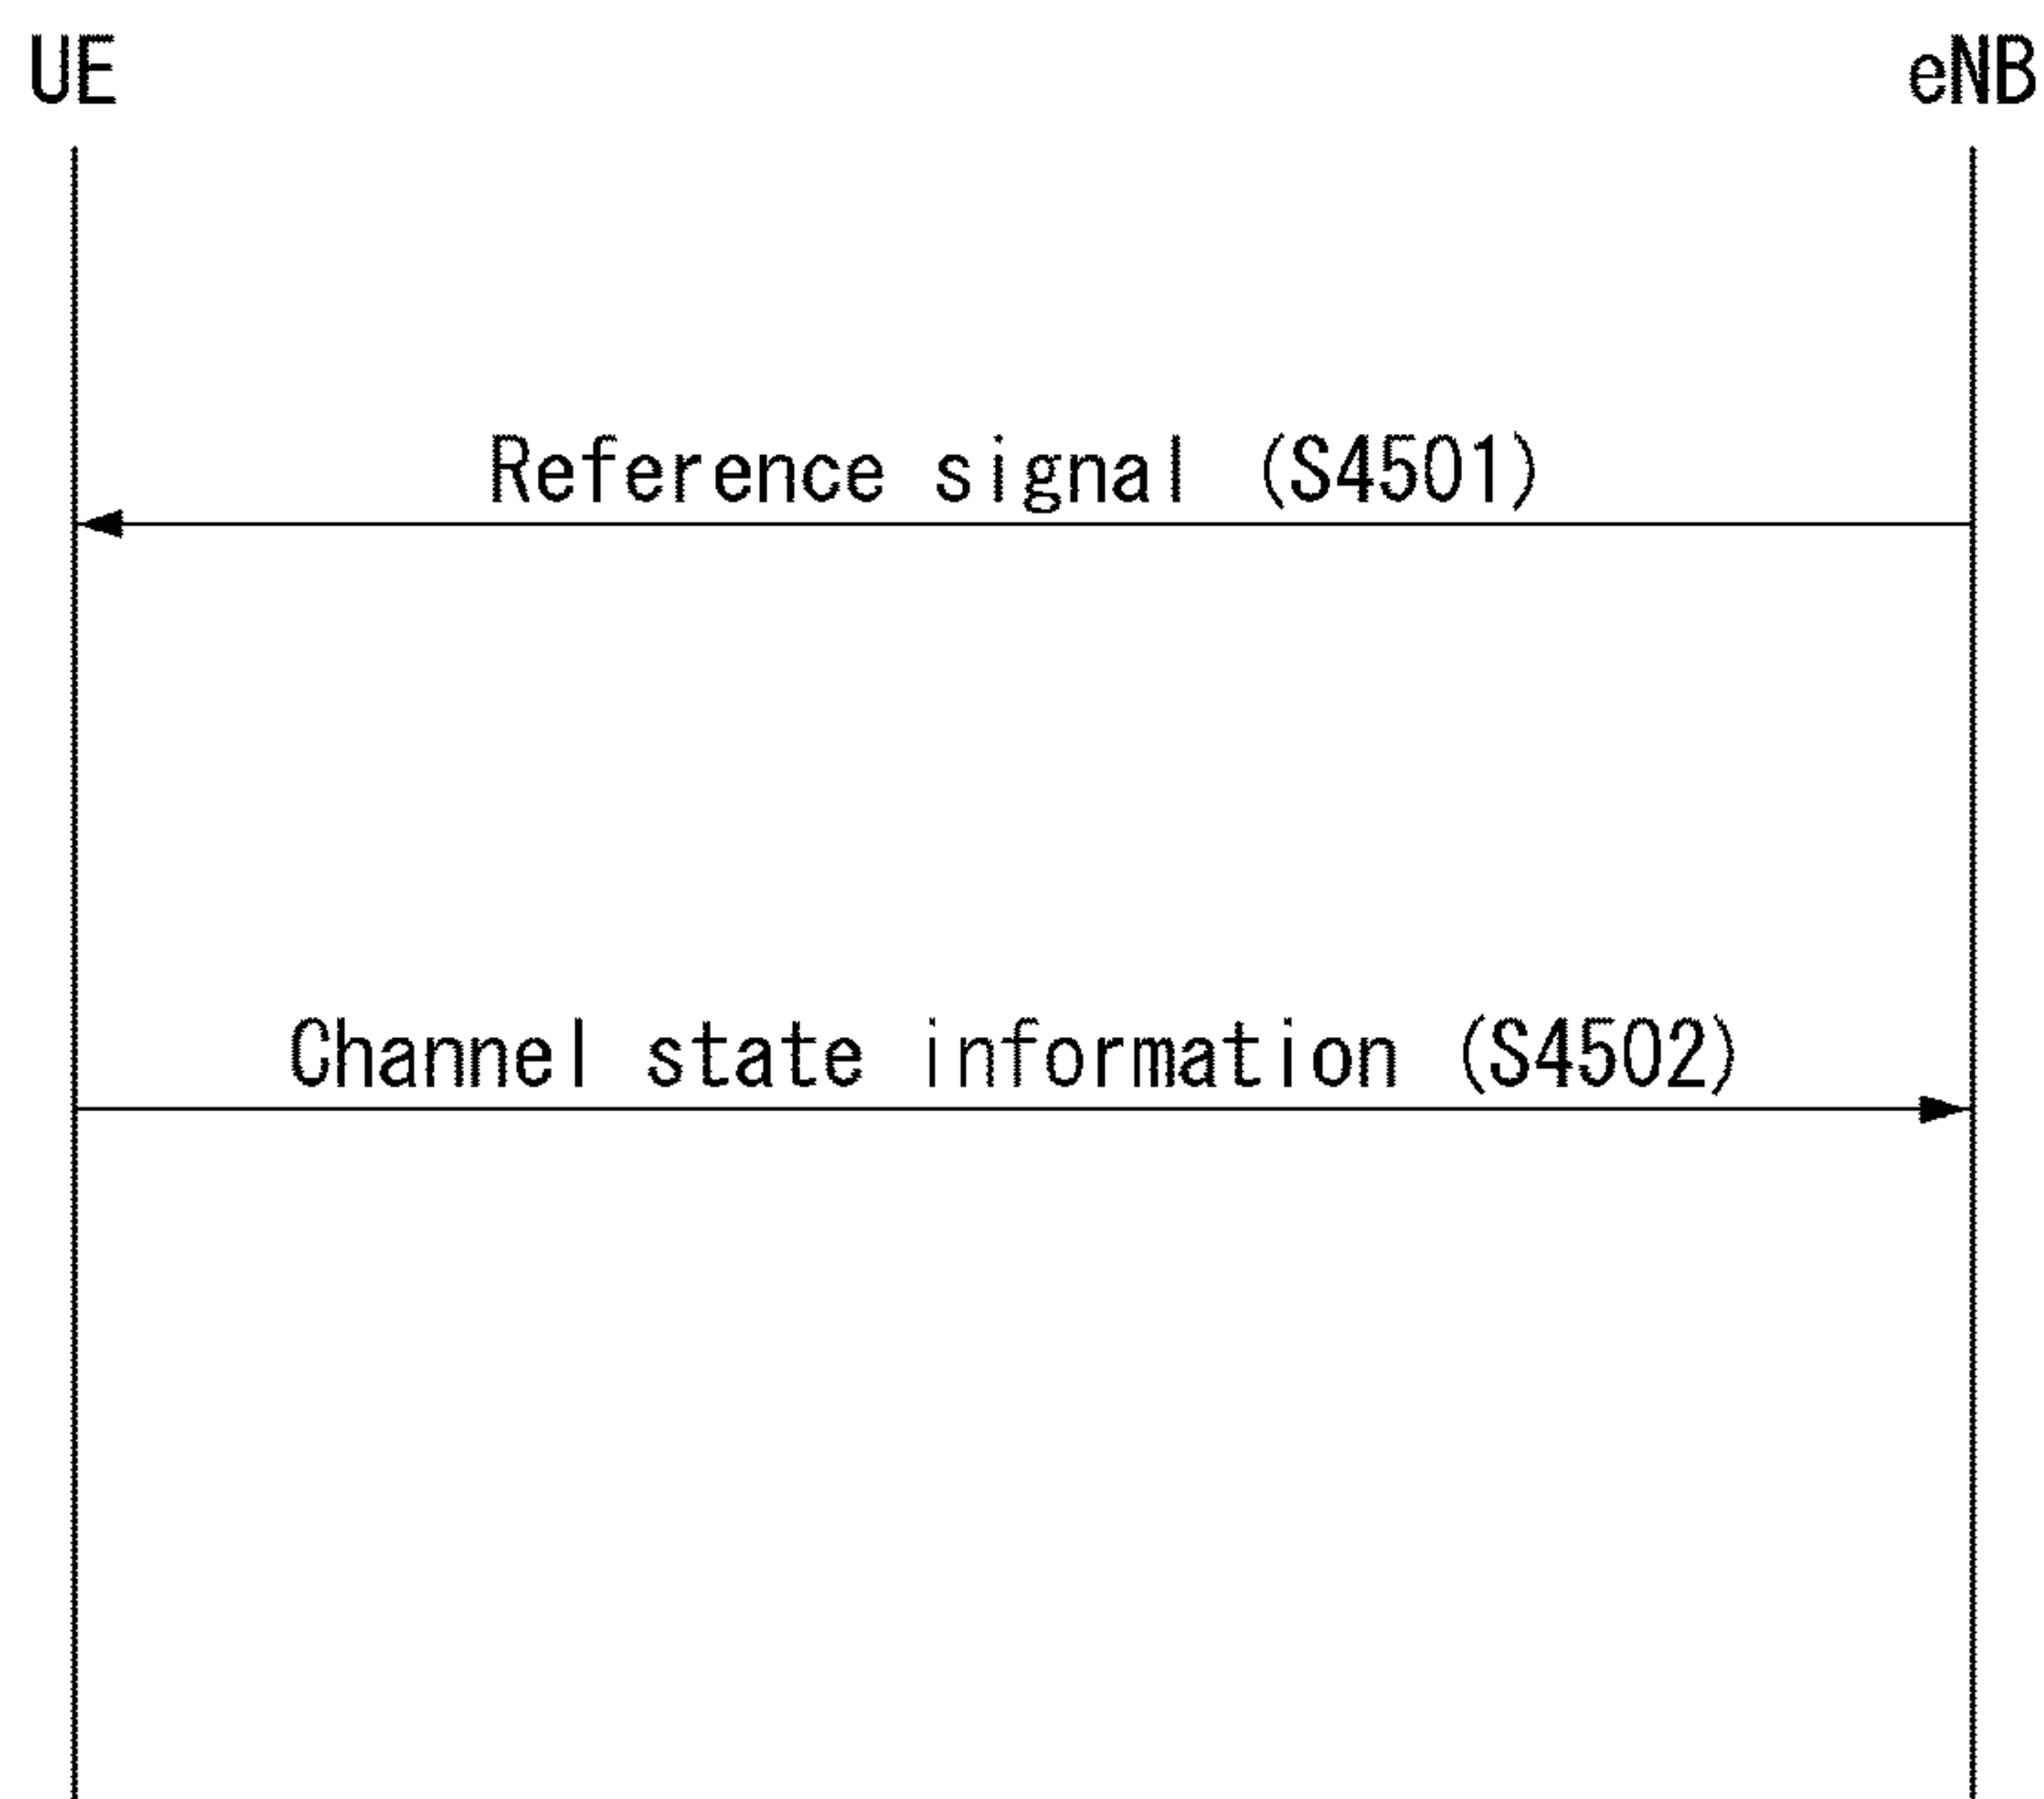 UE eNB
Reference signal (S4501)
Channel state information (S4502)